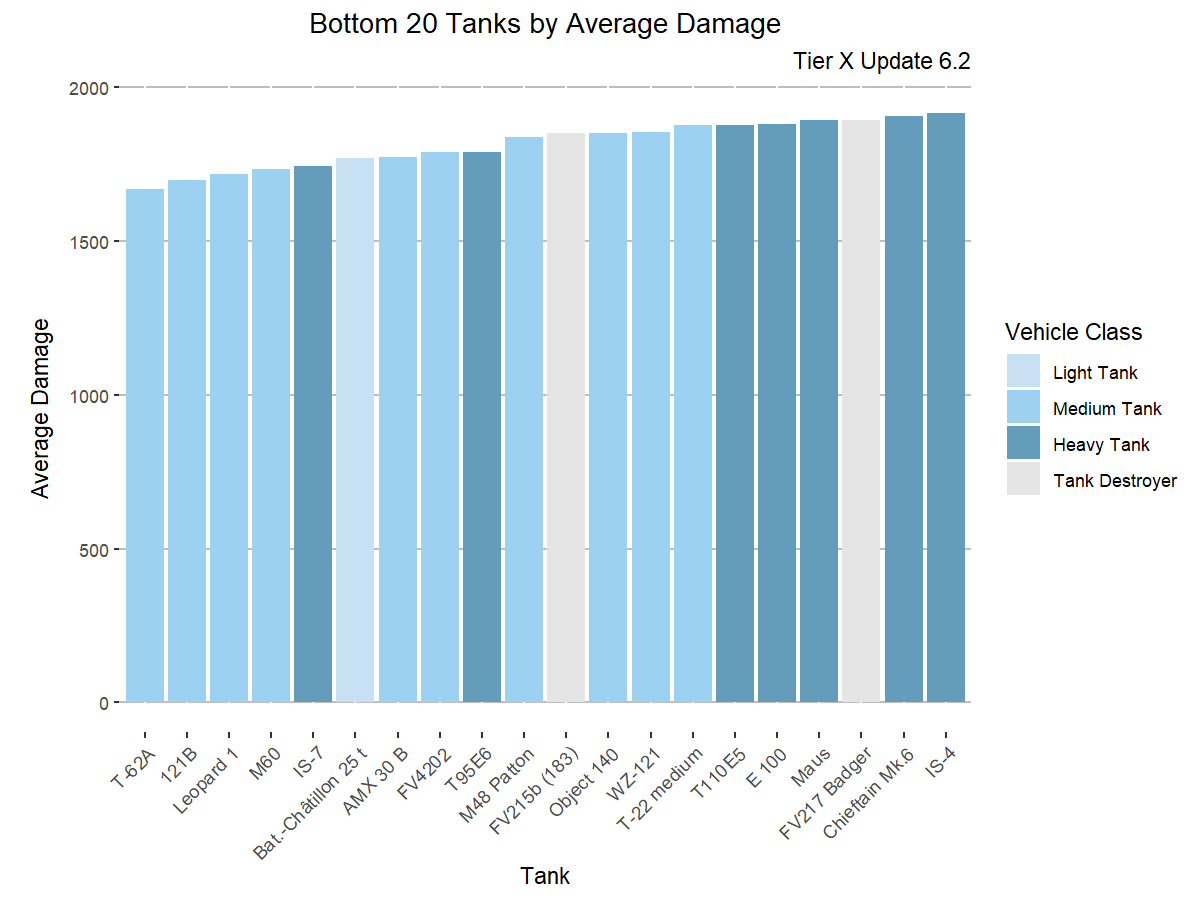 Bottom 20 Tanks by Average Damage
Tier X Update 6.2
2000
1500
1000
500
0
Average Damage
T-62A
121B
Leopard 1
M60
IS-7
Bat.-Châtillon 25 t
AMX 30 B
FV4202
T95E6
M48 Patton
FV215b (183)
Object 140
WZ-121
T-22 medium
T110E5
E 100
Maus
FV217 Badger
Chieftain Mk.6
IS-4
Tank
Vehicle Class
Light Tank
Medium Tank
Heavy Tank
Tank Destroyer